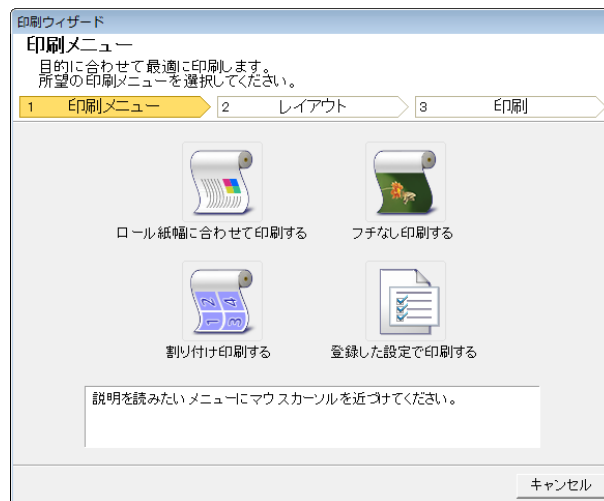 印刷ウィザード
印刷メニュー
目的に合わせて最適に印刷します。
所望の印刷メニューを選択してください。
1 印刷メニュー 2 レイアウト 3 印刷
ロール紙幅に合わせて印刷する フチなし印刷する
2 4
1 3
割り付け印刷する 登録した設定で印刷する
説明を読みたいメニューにマウスカーソルを近づけてください。
キャンセル